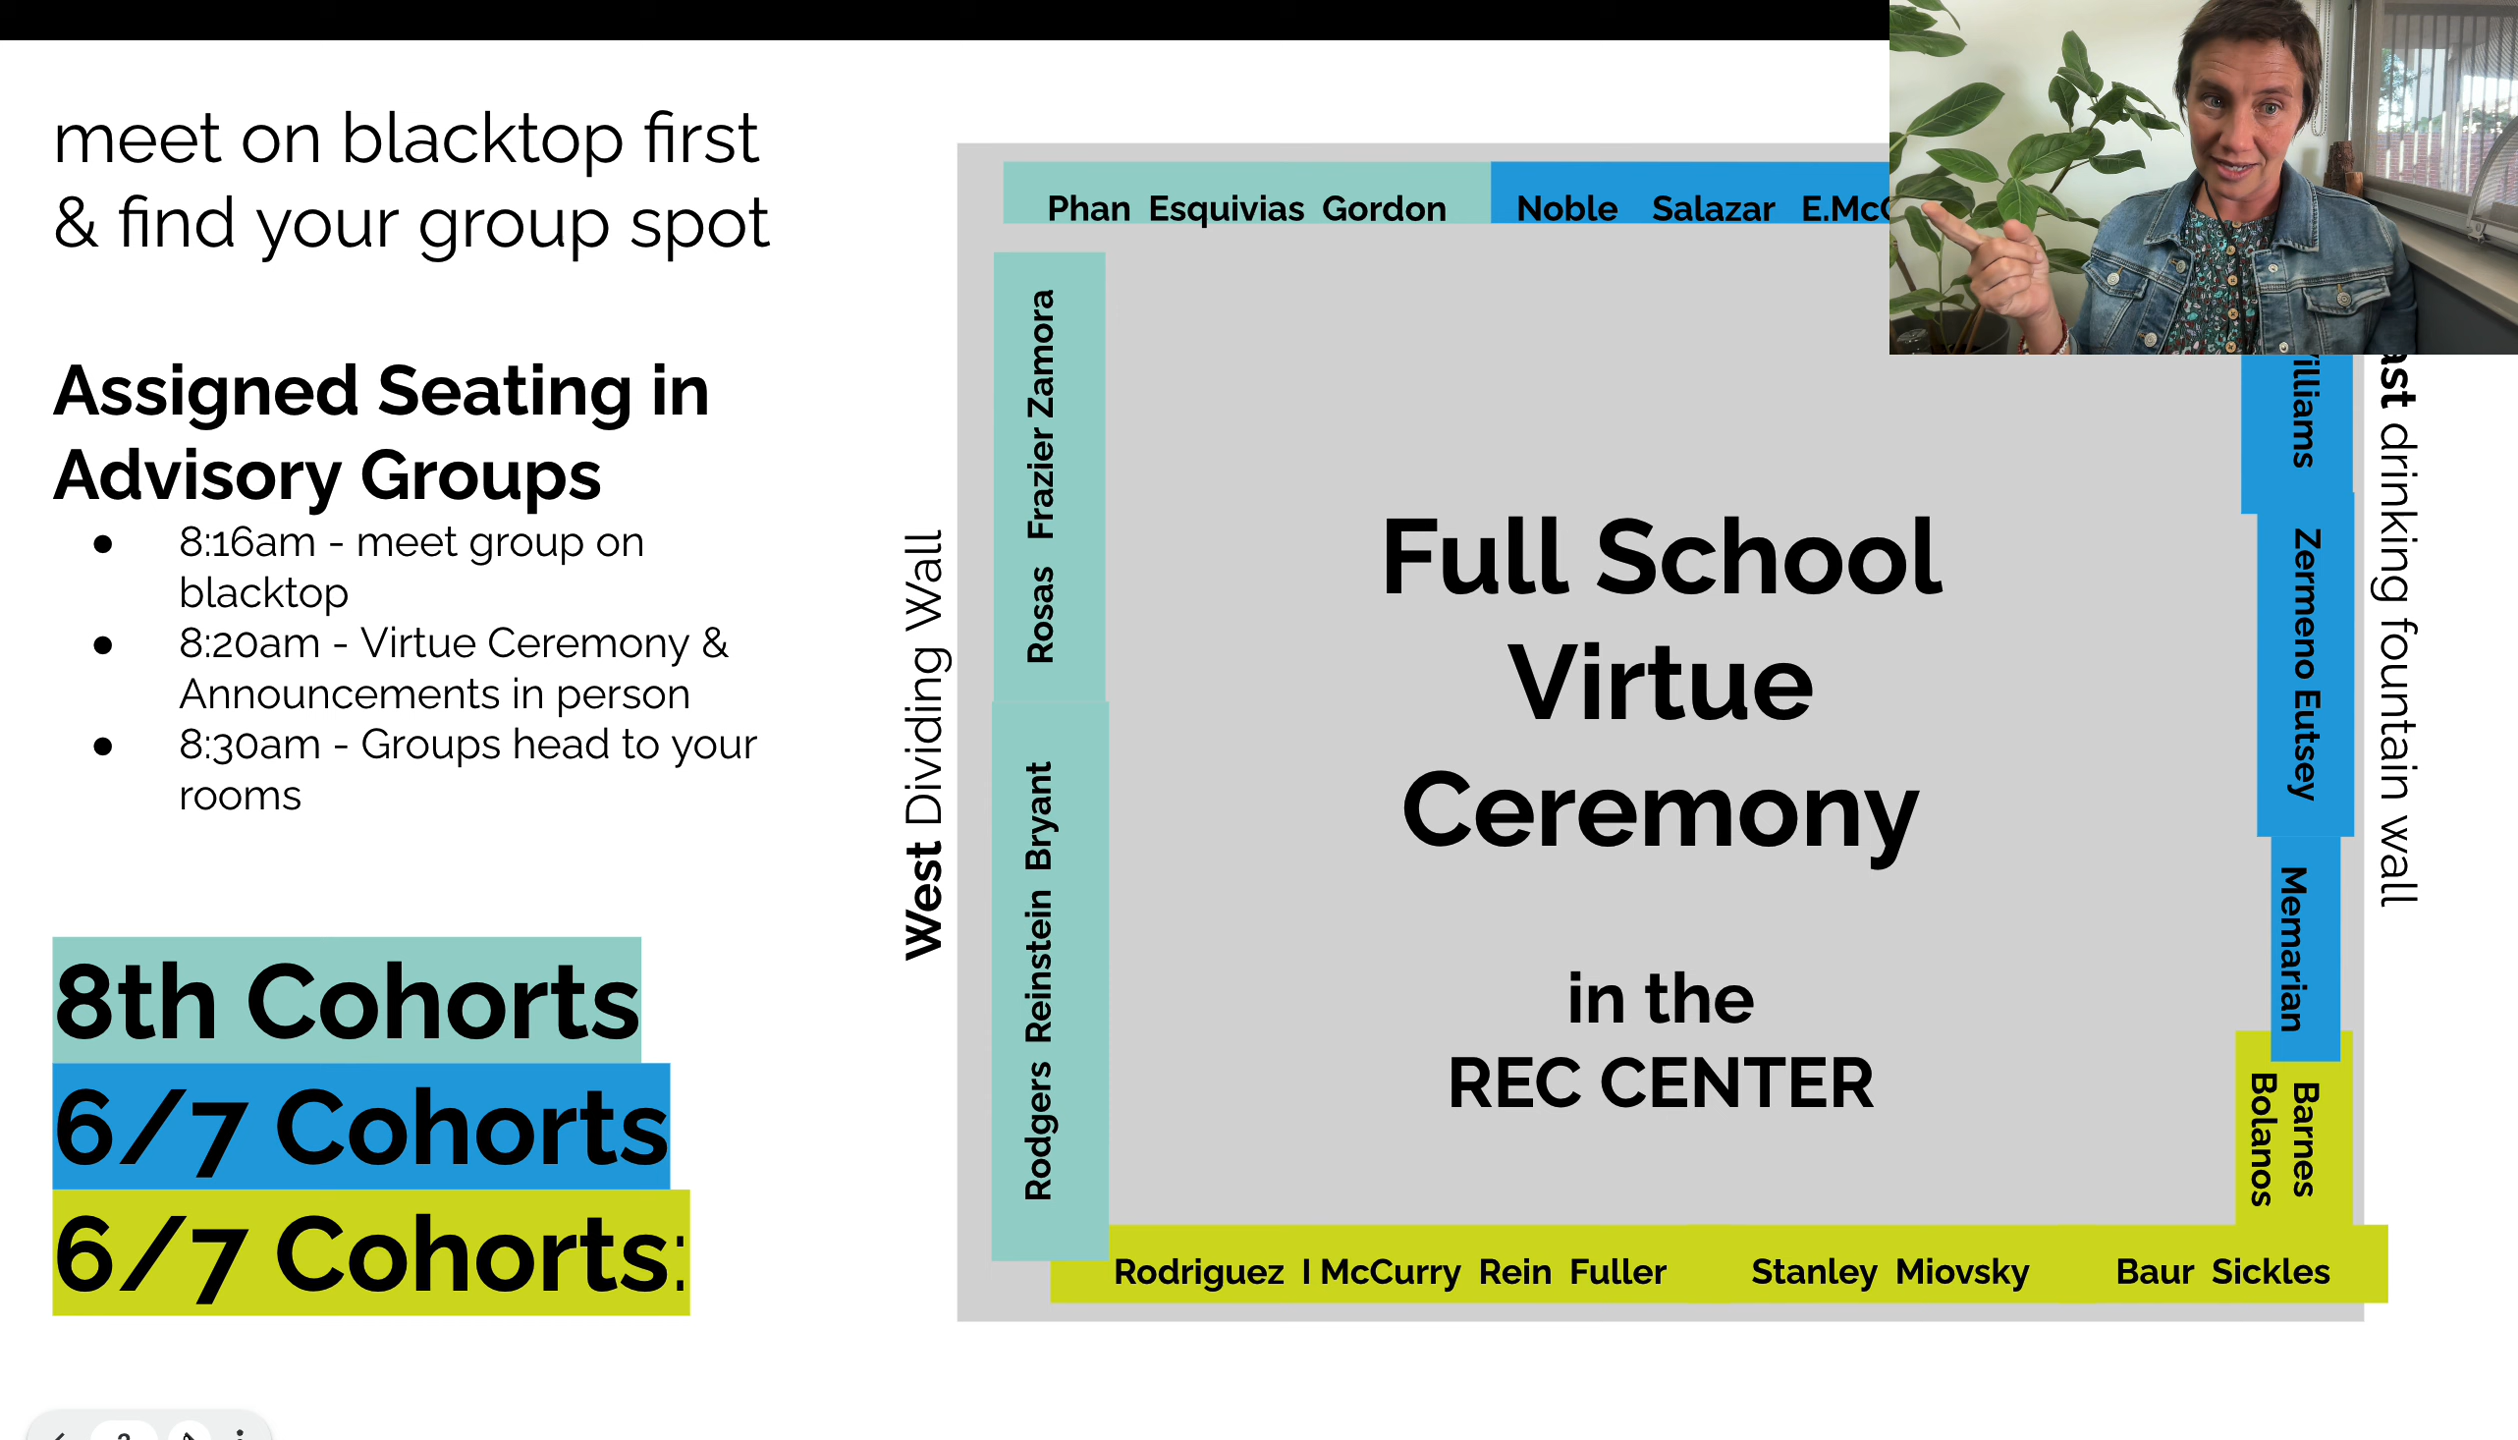 meet on blacktop first
& find your group spot
Assigned Seating in
Advisory Groups
● 8:16am - meet group on
blacktop
● 8:20am - Virtue Ceremony &
Announcements in person
● 8:30am - Groups head to your
rooms
8th Cohorts
6/7 Cohorts
6/7 Cohorts:
West Dividing Wall
Phan Esquivias Gordon
Noble Salazar
Rosas Frazier Zamora
Rodgers Reinstein Bryant
Full School
Virtue
Ceremony
in the
REC CENTER
Zermeno Eutsey
Memarian
Barnes
Bolanos
drinking fountain wall
Rodriguez I McCurry Rein Fuller Stanley Miovsky Baur Sickles